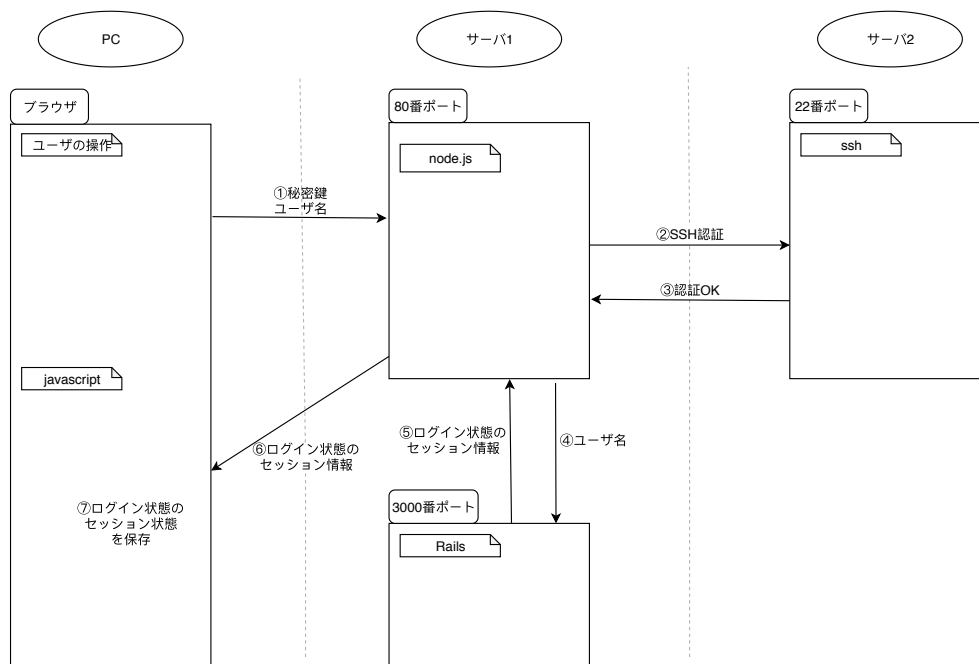 PC
サーバ1
サーバ2
ブラウザ
80番ポート
22番ポート
ユーザの操作
node.js
ssh
①秘密鍵
ユーザ名
②SSH認証
③認証OK
javascript
⑥ログイン状態の
セッション情報
⑤ログイン状態の
セッション情報
④ユーザ名
⑦ログイン状態の
セッション状態
を保存
3000番ポート
Rails